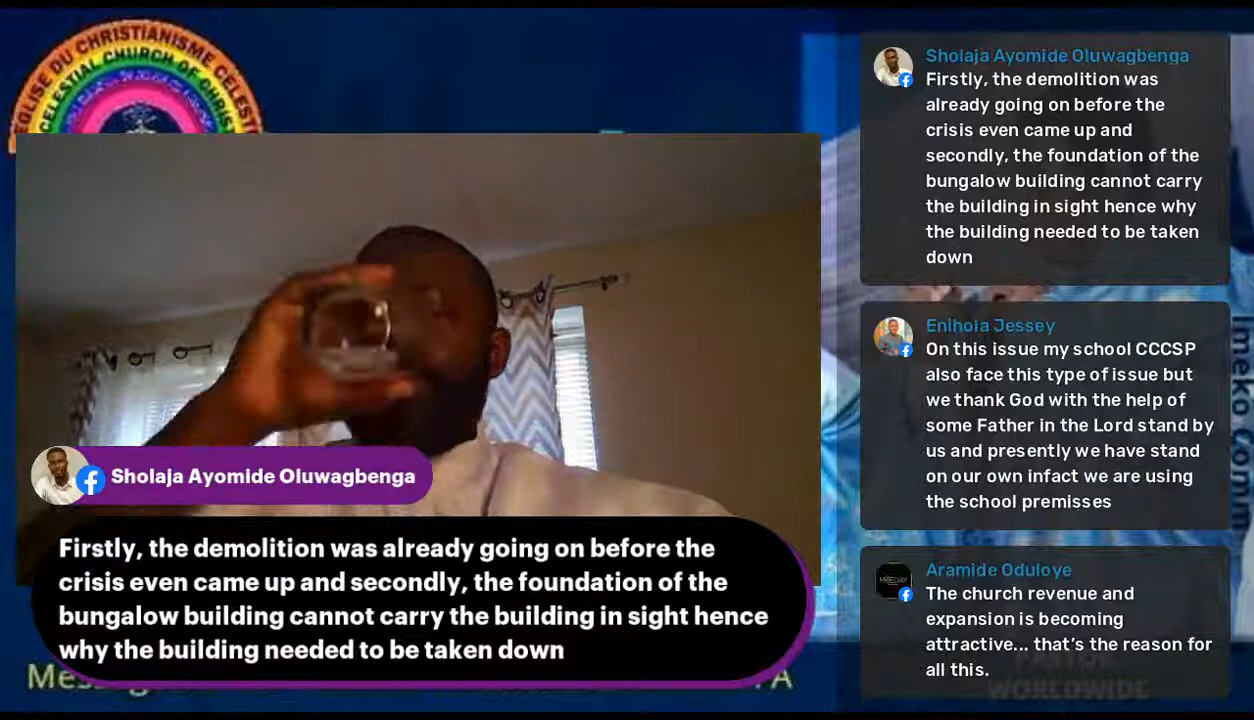 EGLISE DU CHRISTIANISME CELEST
CELESTIAL CHURCH OF CHRIST
Sholaja Ayomide Oluwagbenga
Firstly, the demolition was already going on before the
crisis even came up and secondly, the foundation of the
bungalow building cannot carry the building in sight hence
why the building needed to be taken down
Sholaja Ayomide Oluwagbenga
Firstly, the demolition was
already going on before the
crisis even came up and
secondly, the foundation of the
bungalow building cannot carry
the building in sight hence why
the building needed to be taken
down
Enihoia Jessey
On this issue my school CCCSP
also face this type of issue but
we thank God with the help of
some Father in the Lord stand by
us and presently we have stand
on our own infact we are using
the school premisses
Aramide Oduloye
The church revenue and
expansion is becoming
attractive... that's the reason for
all this.
Imeko Comm
PASTOR
WORLDWIDE